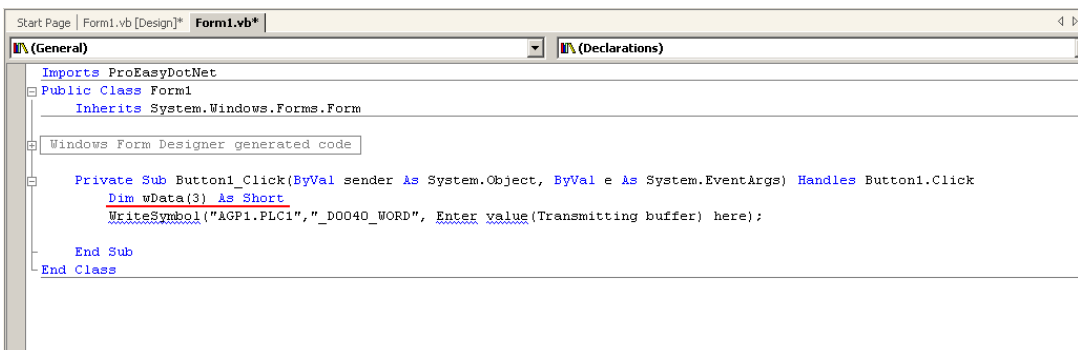 Start Page Form1.vb [Design]* Form1.vb*
(General) (Declarations)
Imports ProEasyDotNet
Public Class Form1
Inherits System.Windows.Forms.Form
Windows Form Designer generated code
Private Sub Button1_Click(ByVal sender As System.Object, ByVal e As System.EventArgs) Handles Button1.Click
Dim wData(3) As Short
WriteSymbol("AGP1.PLC1","_D0040_WORD", Enter value(Transmitting buffer) here);
End Sub
End Class